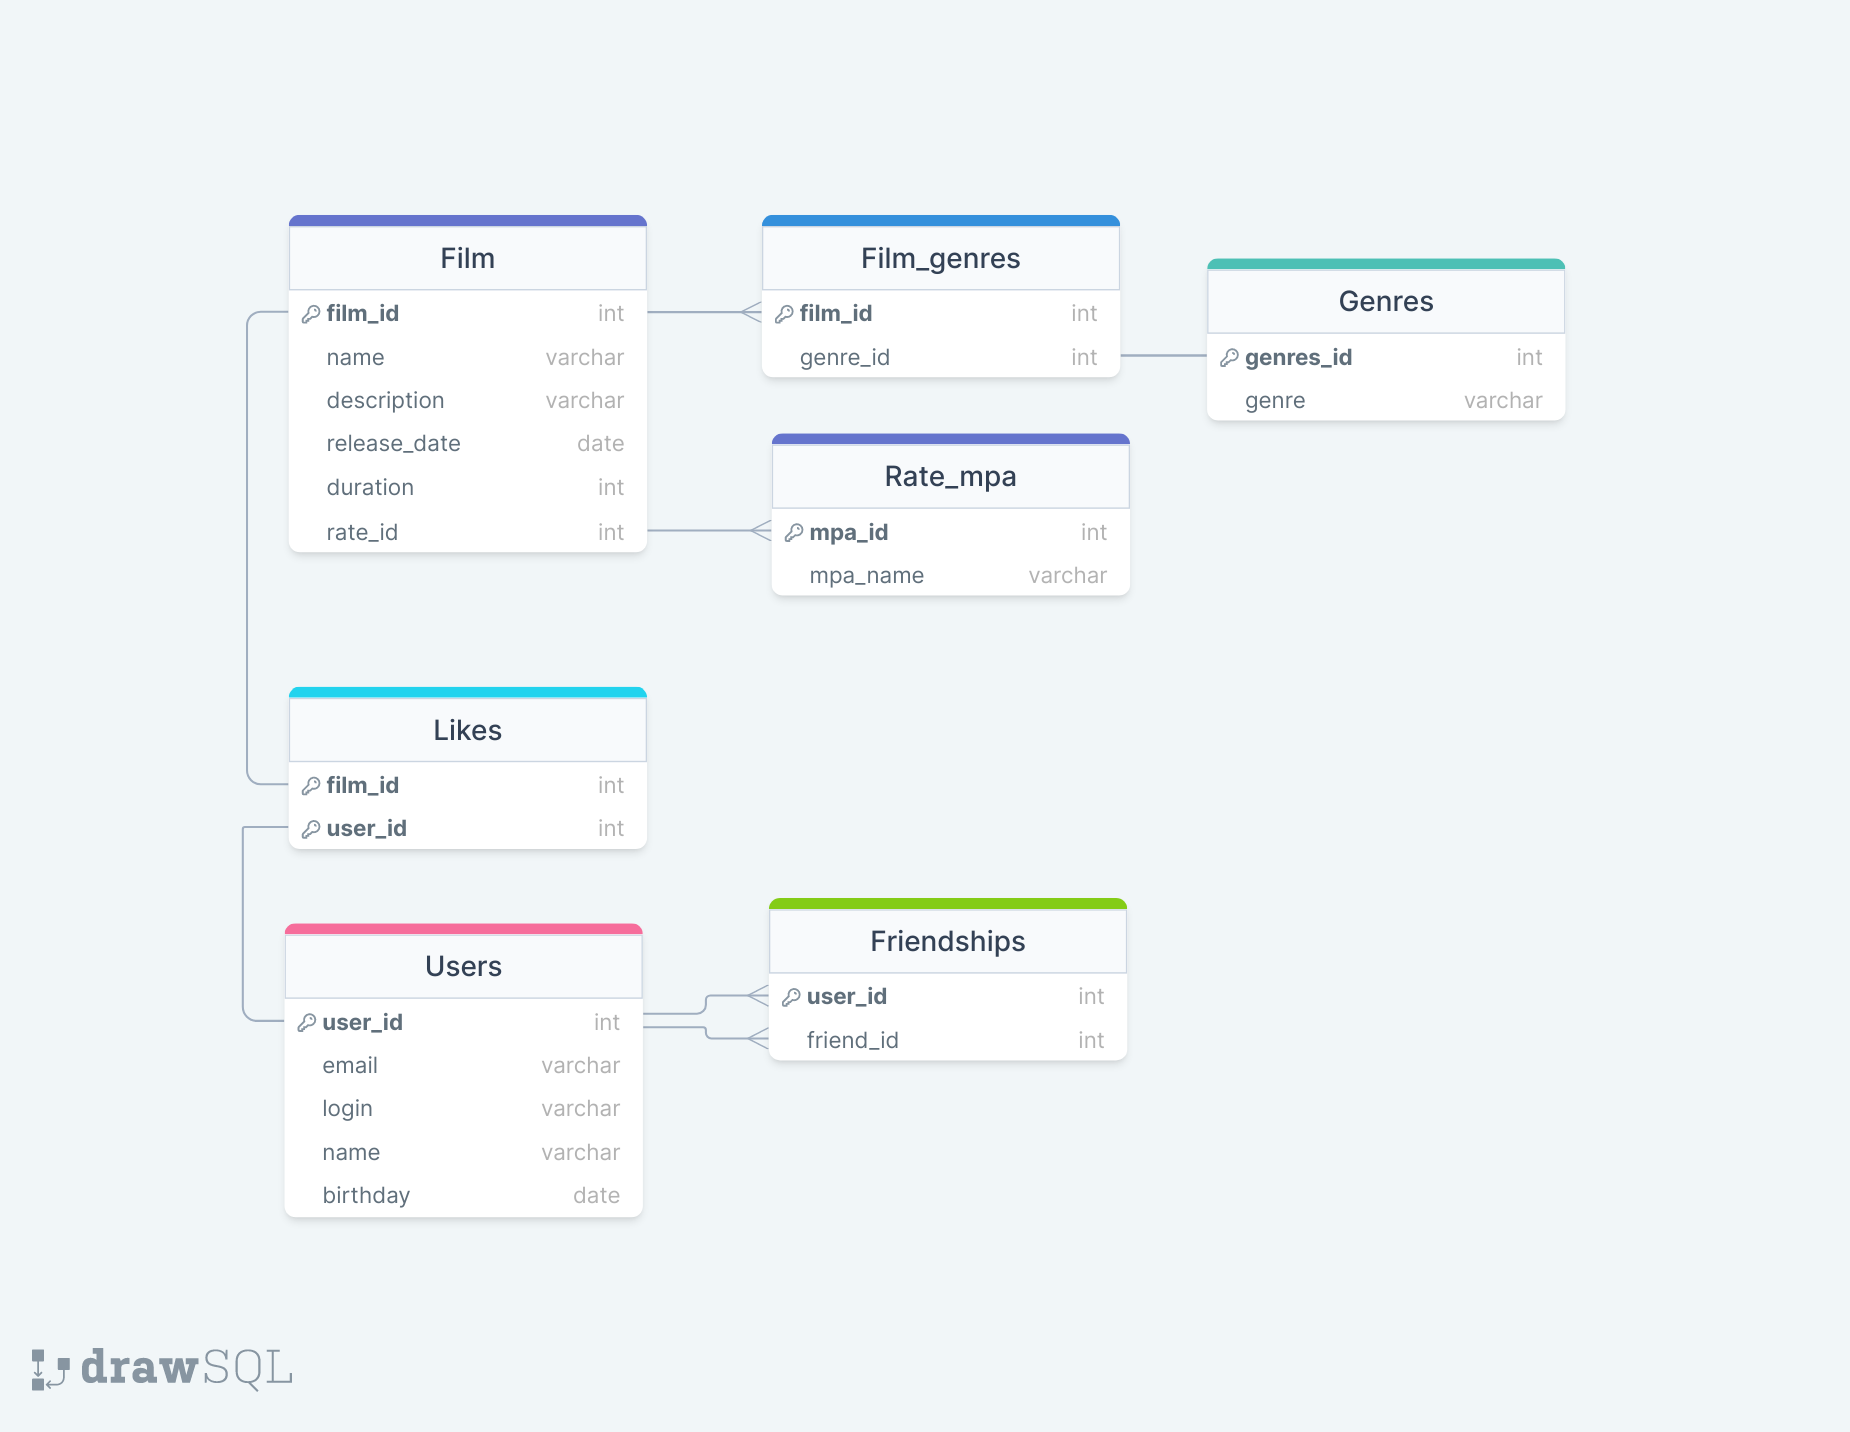 Film
film_id int
name varchar
description varchar
release_date date
duration int
rate_id int
Film_genres
film_id int
genre_id int
Genres
genres_id int
genre varchar
Rate_mpa
mpa_id int
mpa_name varchar
Likes
film_id int
user_id int
Users
user_id int
email varchar
login varchar
name varchar
birthday date
Friendships
user_id int
friend_id int
drawSQL